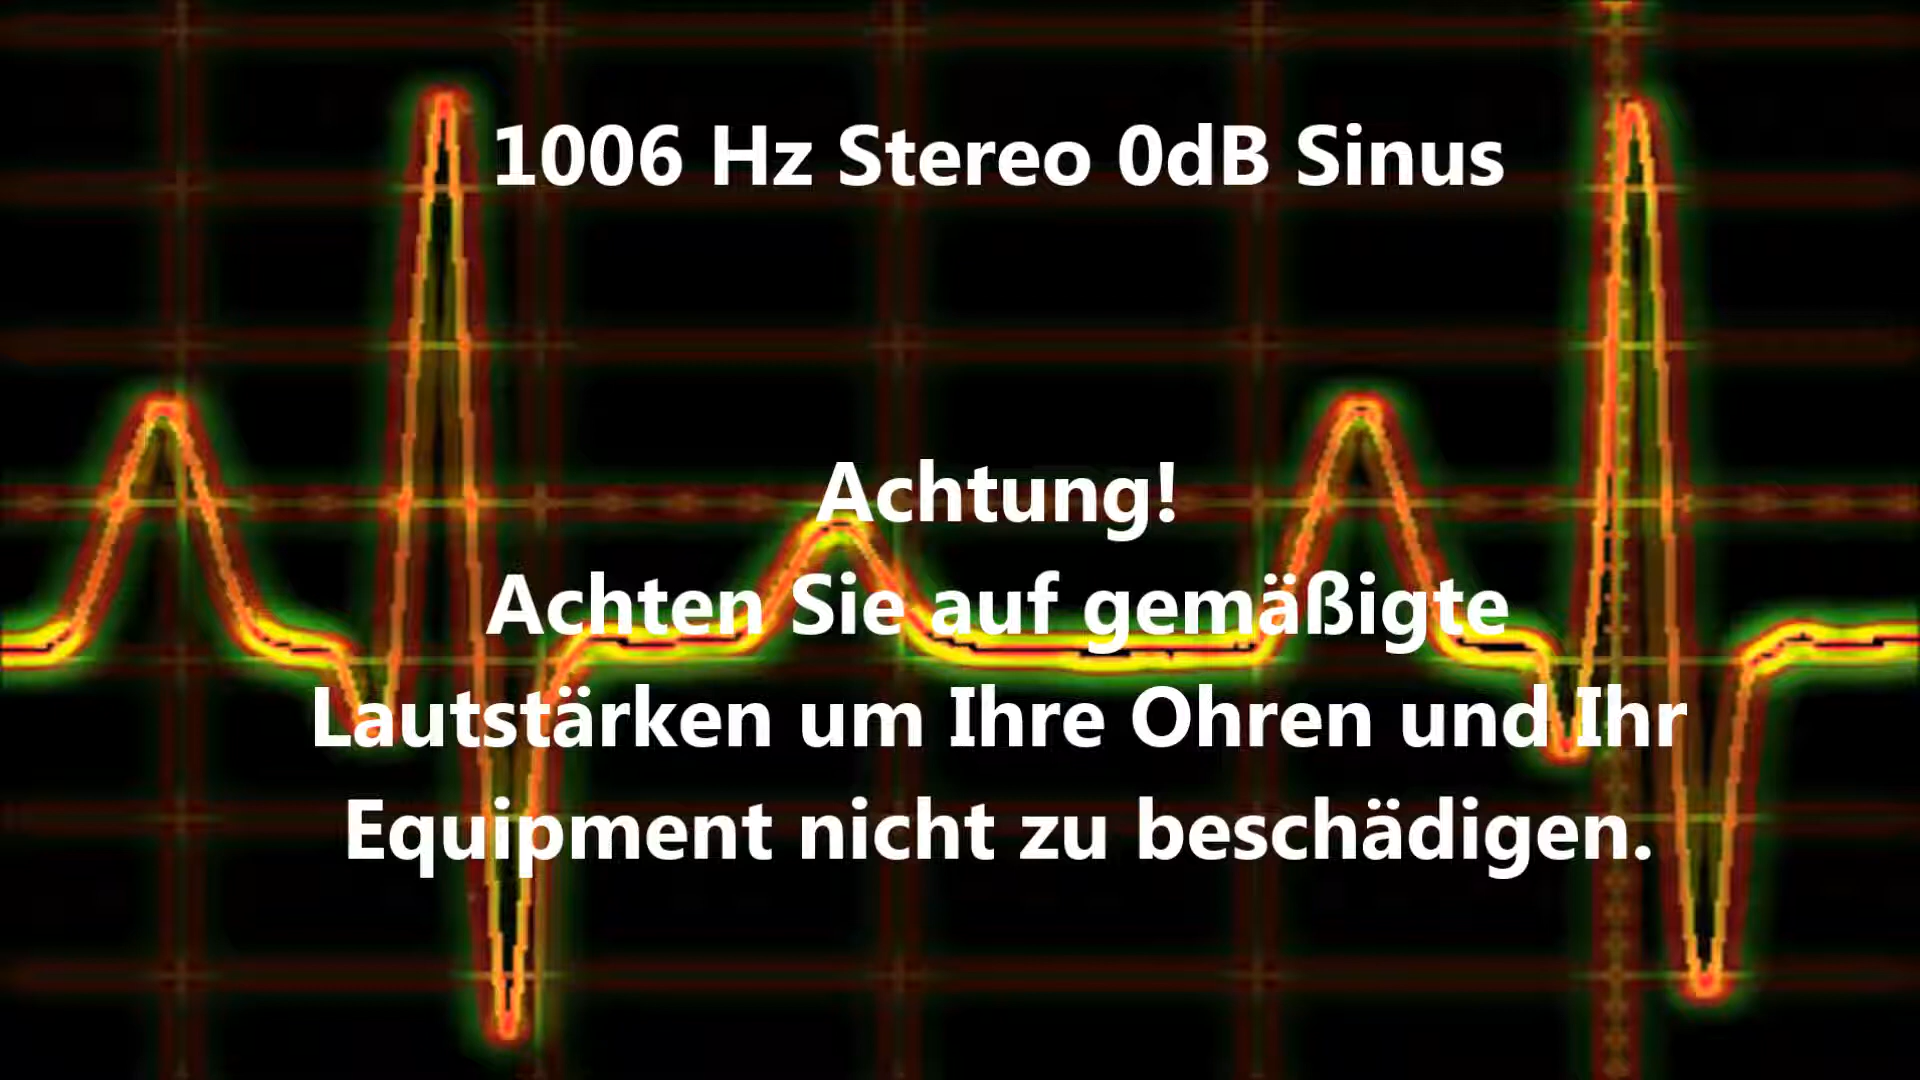 1006 Hz Stereo 0dB Sinus
Achtung!
Achten Sie auf gemäßigte
Lautstärken um Ihre Ohren und Ihr
Equipment nicht zu beschädigen.